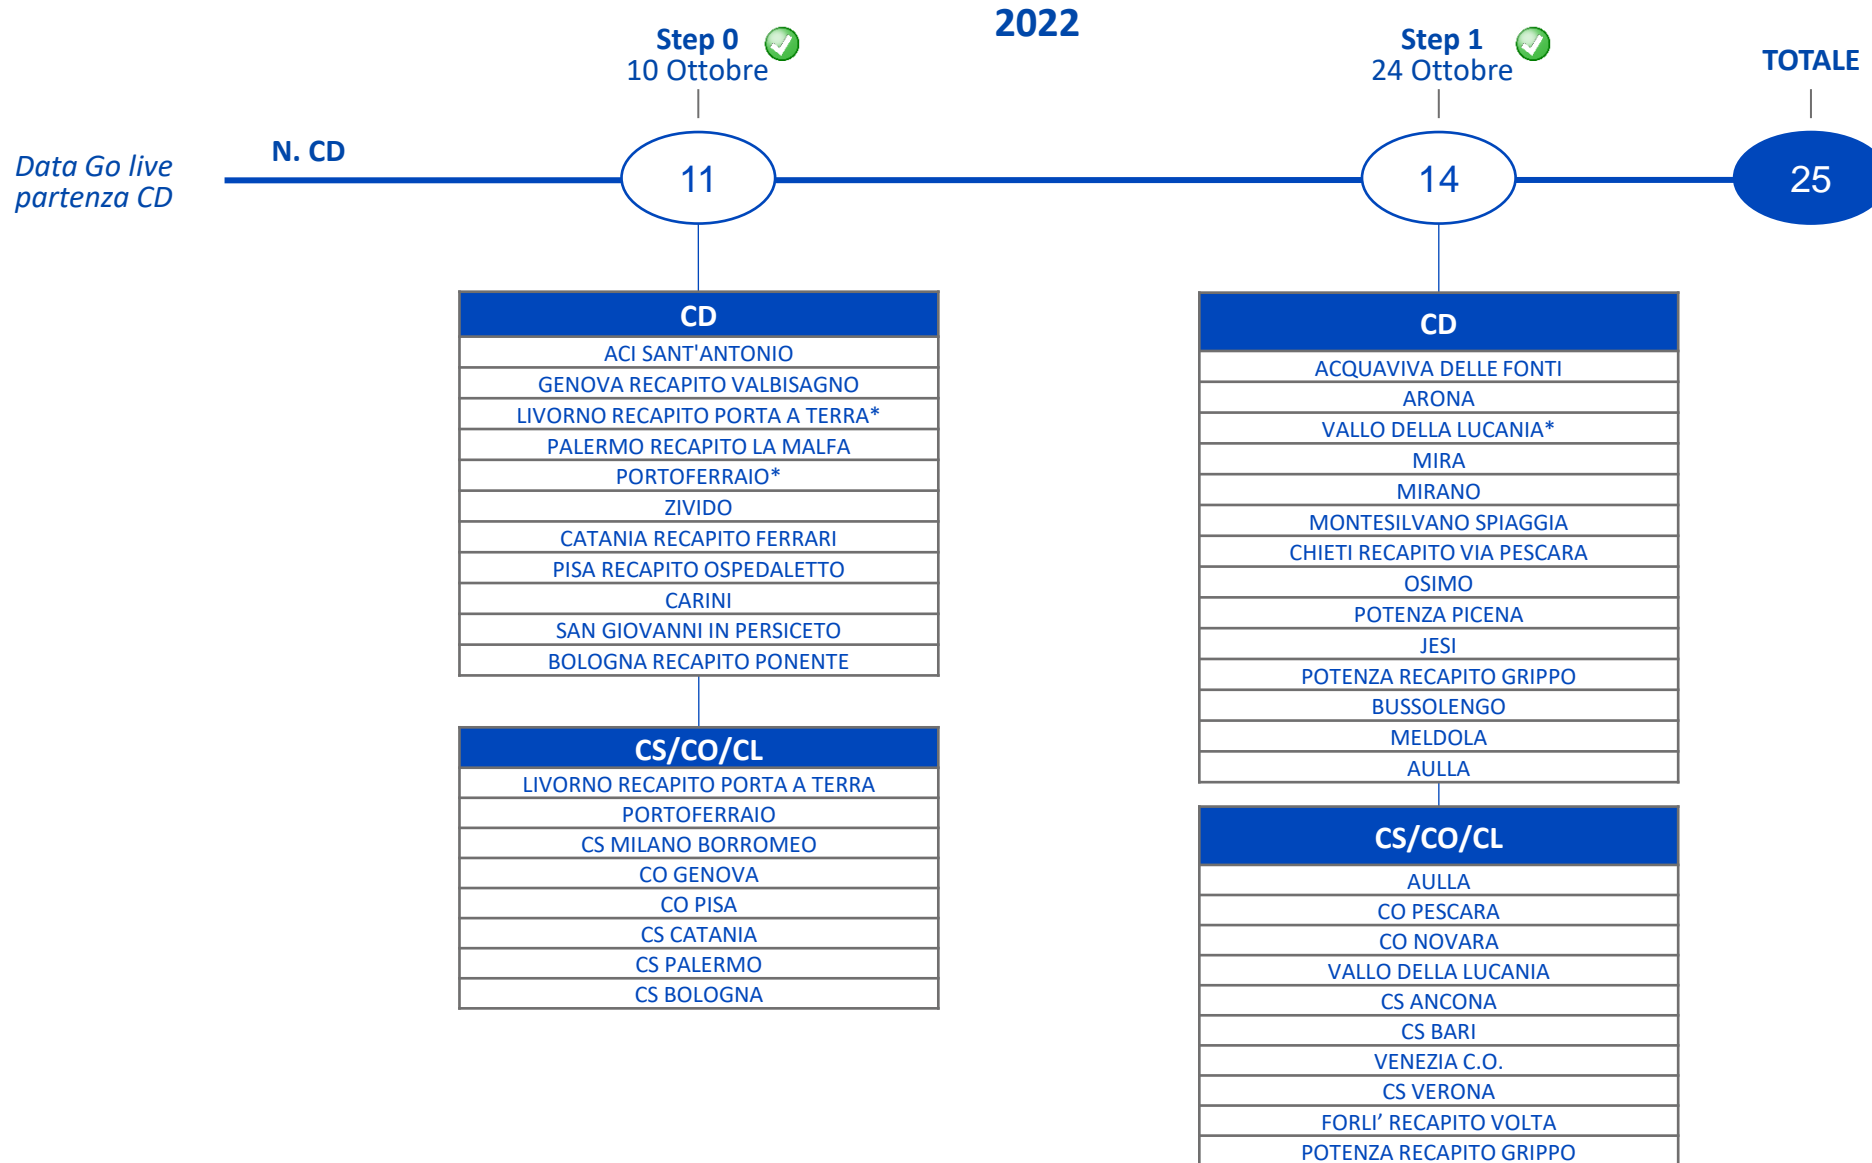 2022
Step 0
10 Ottobre
Step 1
24 Ottobre
TOTALE
Data Go live
partenza CD
N. CD
11
14
25
CD
ACI SANT'ANTONIO
GENOVA RECAPITO VALBISAGNO
LIVORNO RECAPITO PORTA A TERRA*
PALERMO RECAPITO LA MALFA
PORTOFERRAIO*
ZIVIDO
CATANIA RECAPITO FERRARI
PISA RECAPITO OSPEDALETTO
CARINI
SAN GIOVANNI IN PERSICETO
BOLOGNA RECAPITO PONENTE
CS/CO/CL
LIVORNO RECAPITO PORTA A TERRA
PORTOFERRAIO
CS MILANO BORROMEO
CO GENOVA
CO PISA
CS CATANIA
CS PALERMO
CS BOLOGNA
CD
ACQUAVIVA DELLE FONTI
ARONA
VALLO DELLA LUCANIA*
MIRA
MIRANO
MONTESILVANO SPIAGGIA
CHIETI RECAPITO VIA PESCARA
OSIMO
POTENZA PICENA
JESI
POTENZA RECAPITO GRIPPO
BUSSOLENGO
MELDOLA
AULLA
CS/CO/CL
AULLA
CO PESCARA
CO NOVARA
VALLO DELLA LUCANIA
CS ANCONA
CS BARI
VENEZIA C.O.
CS VERONA
FORLI’ RECAPITO VOLTA
POTENZA RECAPITO GRIPPO